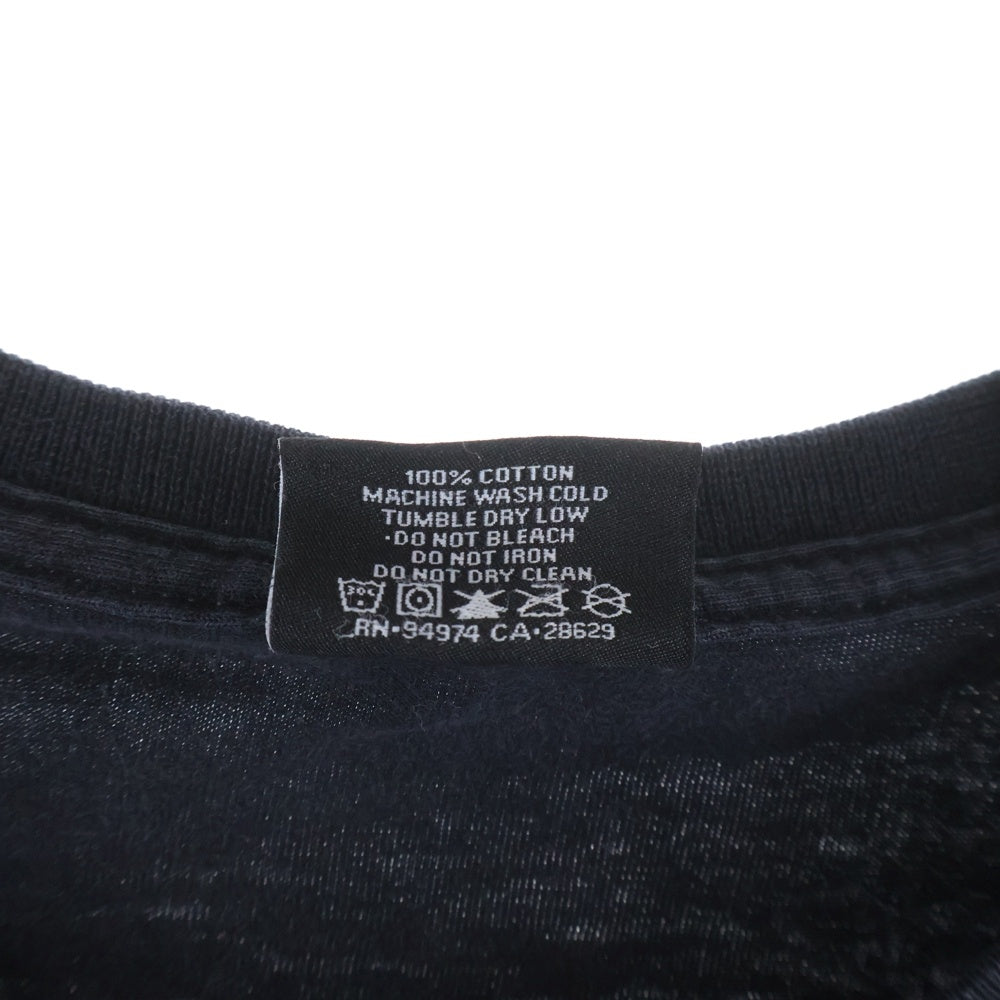 100% COTTON
MACHINE WASH COLD
TUMBLE DRY LOW
·DO NOT BLEACH
DO NOT IRON
DO NOT DRY CLEAN
30C
RN·94974 CA·28629